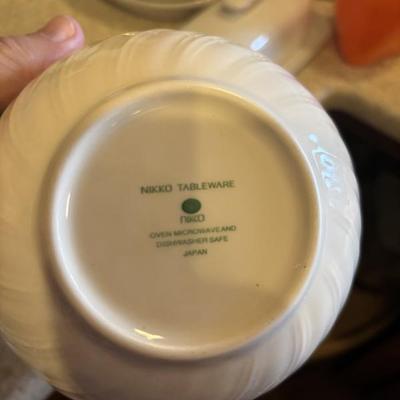 NIKKO TABLEWARE
NIKKO
OVEN MICROWAVE AND
DISHWASHER SAFE
JAPAN